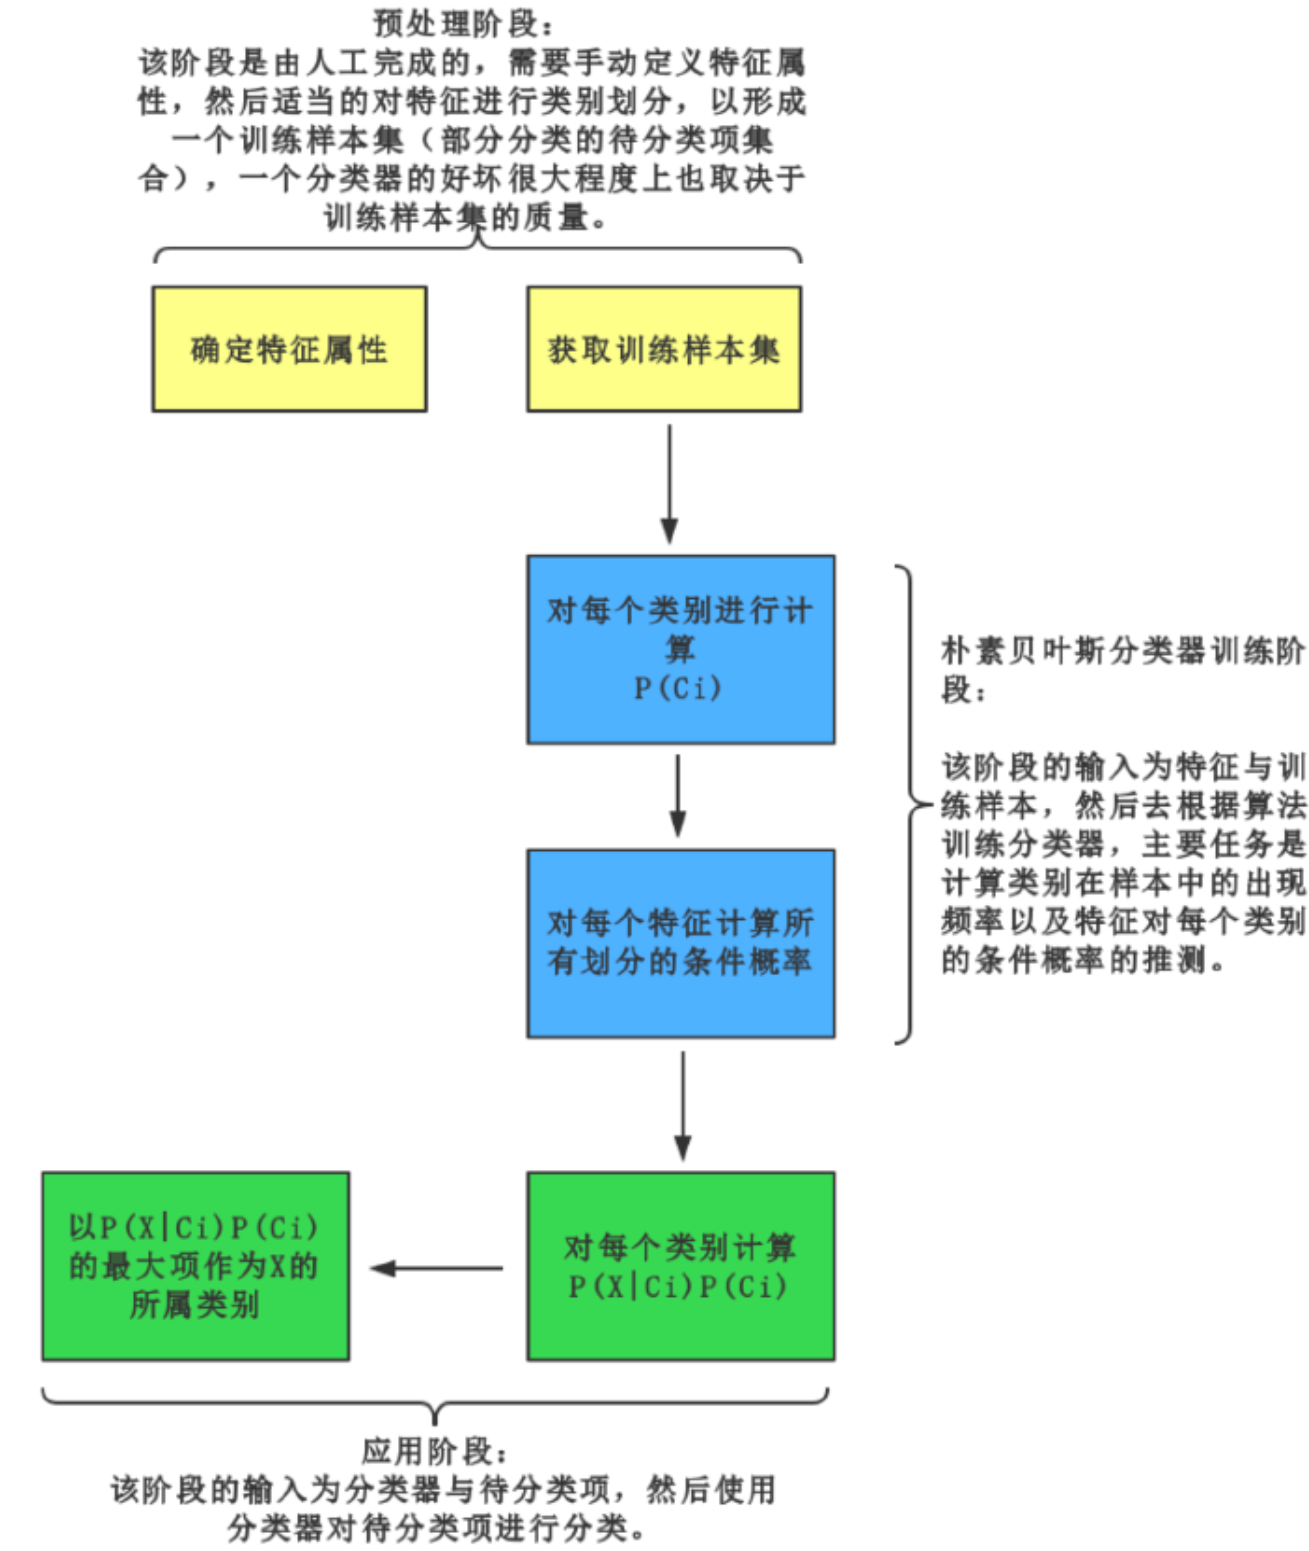 预处理阶段：
该阶段是由人工完成的，需要手动定义特征属
性，然后适当的对特征进行类别划分，以形成
一个训练样本集（部分分类的待分类项集
合），一个分类器的好坏很大程度上也取决于
训练样本集的质量。
确定特征属性
获取训练样本集
对每个类别进行计
算
P(Ci)
朴素贝叶斯分类器训练阶
段：
该阶段的输入为特征与训
练样本，然后去根据算法
训练分类器，主要任务是
计算类别在样本中的出现
频率以及特征对每个类别
的条件概率的推测。
对每个特征计算所
有划分的条件概率
对每个类别计算
P(X|Ci)P(Ci)
以P(X|Ci)P(Ci)
的最大项作为X的
所属类别
应用阶段：
该阶段的输入为分类器与待分类项，然后使用
分类器对待分类项进行分类。